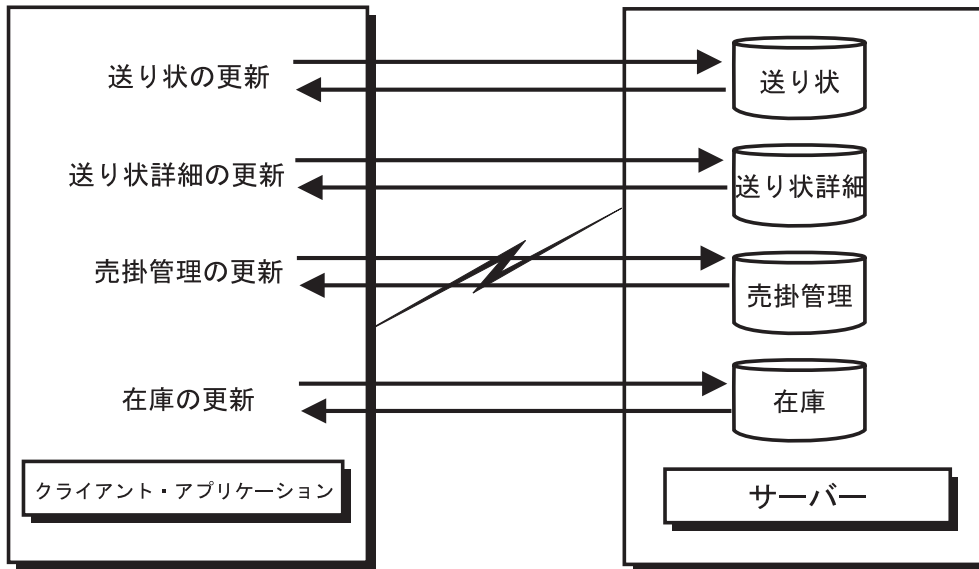 送り状の更新
送り状
送り状詳細の更新
送り状詳細
売掛管理の更新
売掛管理
在庫の更新
在庫
クライアント・アプリケーション
サーバー